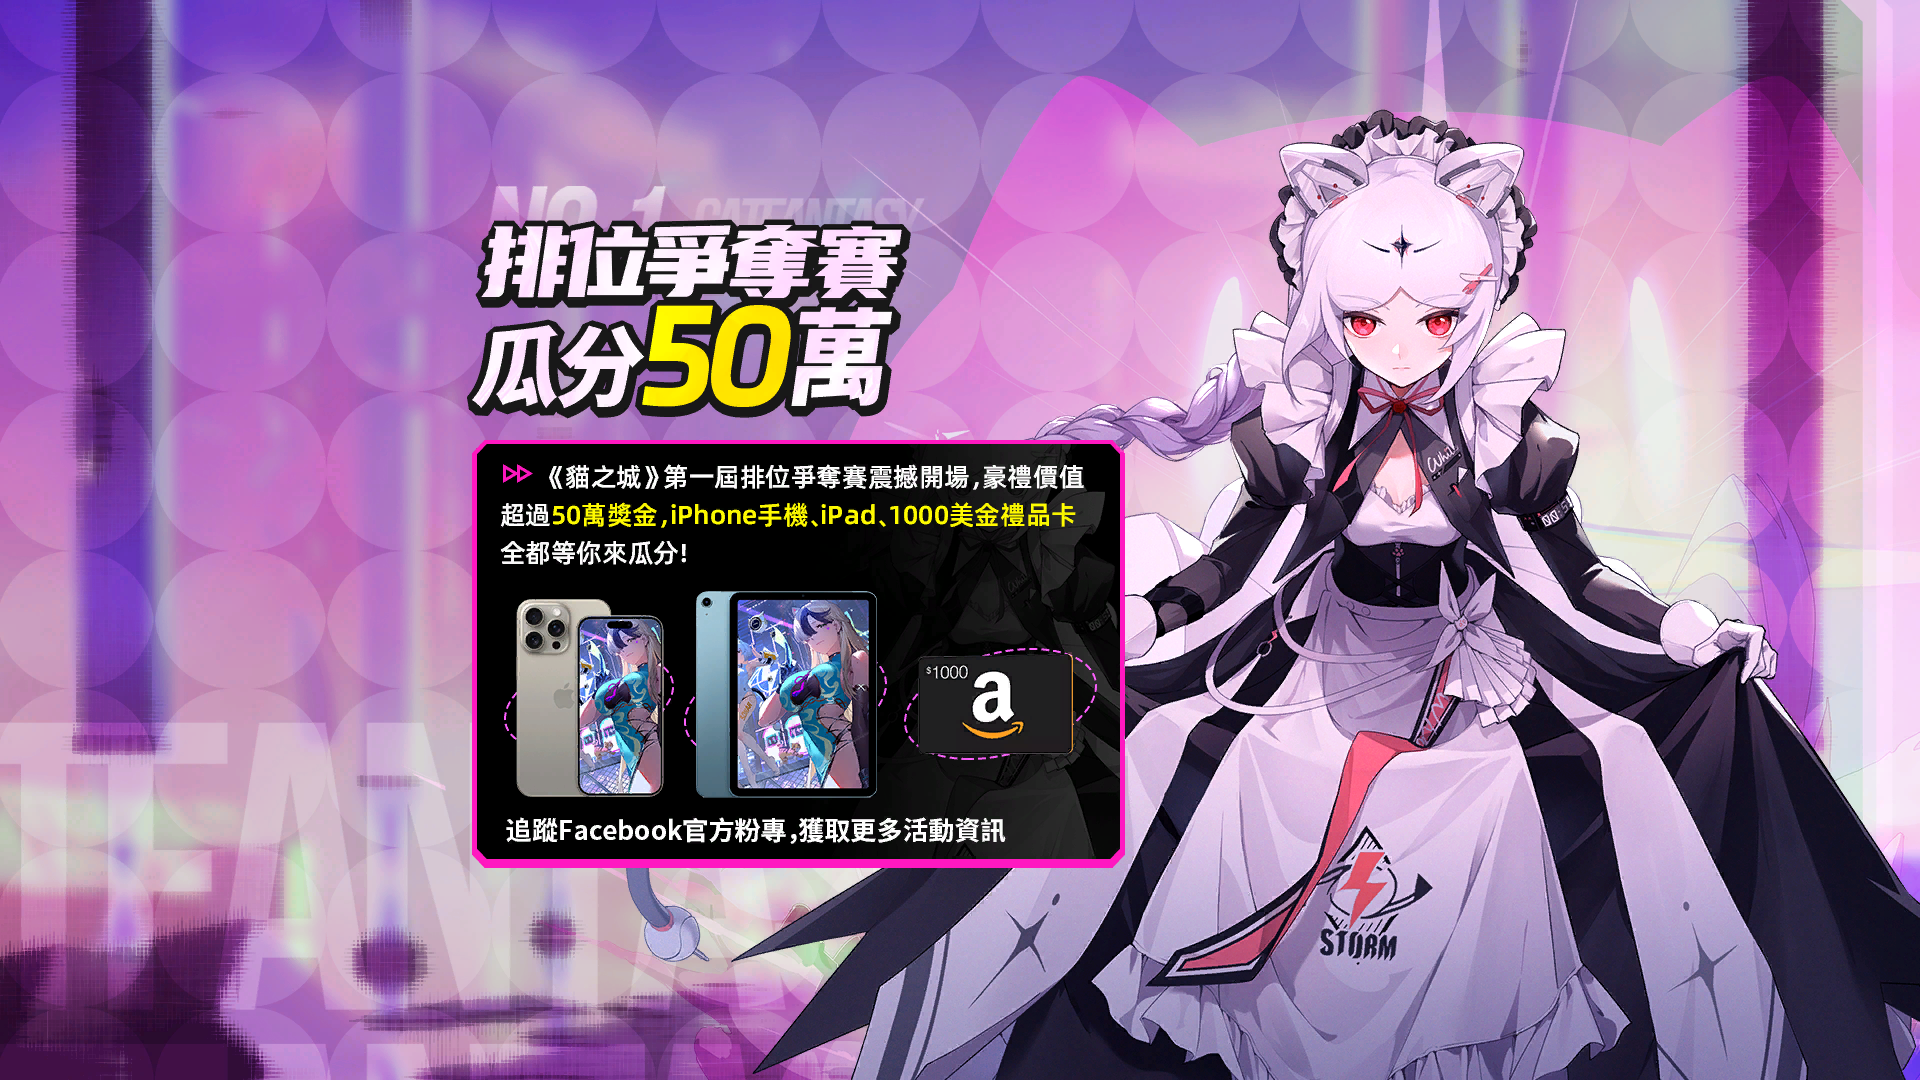 NO.1 CATFANTASY
排位爭奪賽
瓜分50萬
《貓之城》第一屆排位爭奪賽震撼開場,豪禮價值
超過50萬獎金,iPhone手機、iPad、1000美金禮品卡
全都等你來瓜分!
$1000
a
追蹤Facebook官方粉專,獲取更多活動資訊
STORM